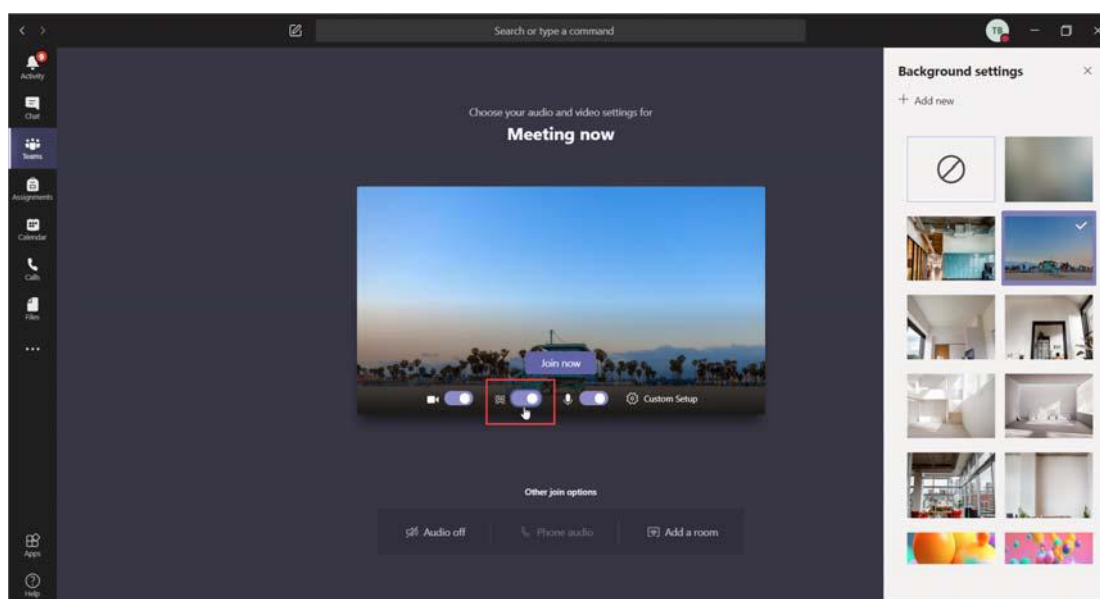 Search or type a command
TB
9
Activity
Chat
Teams
Assignments
Calendar
Calls
Files
Apps
Help
Choose your audio and video settings for
Meeting now
Join now
Custom Setup
Other join options
Audio off
Phone audio
Add a room
Background settings
+ Add new